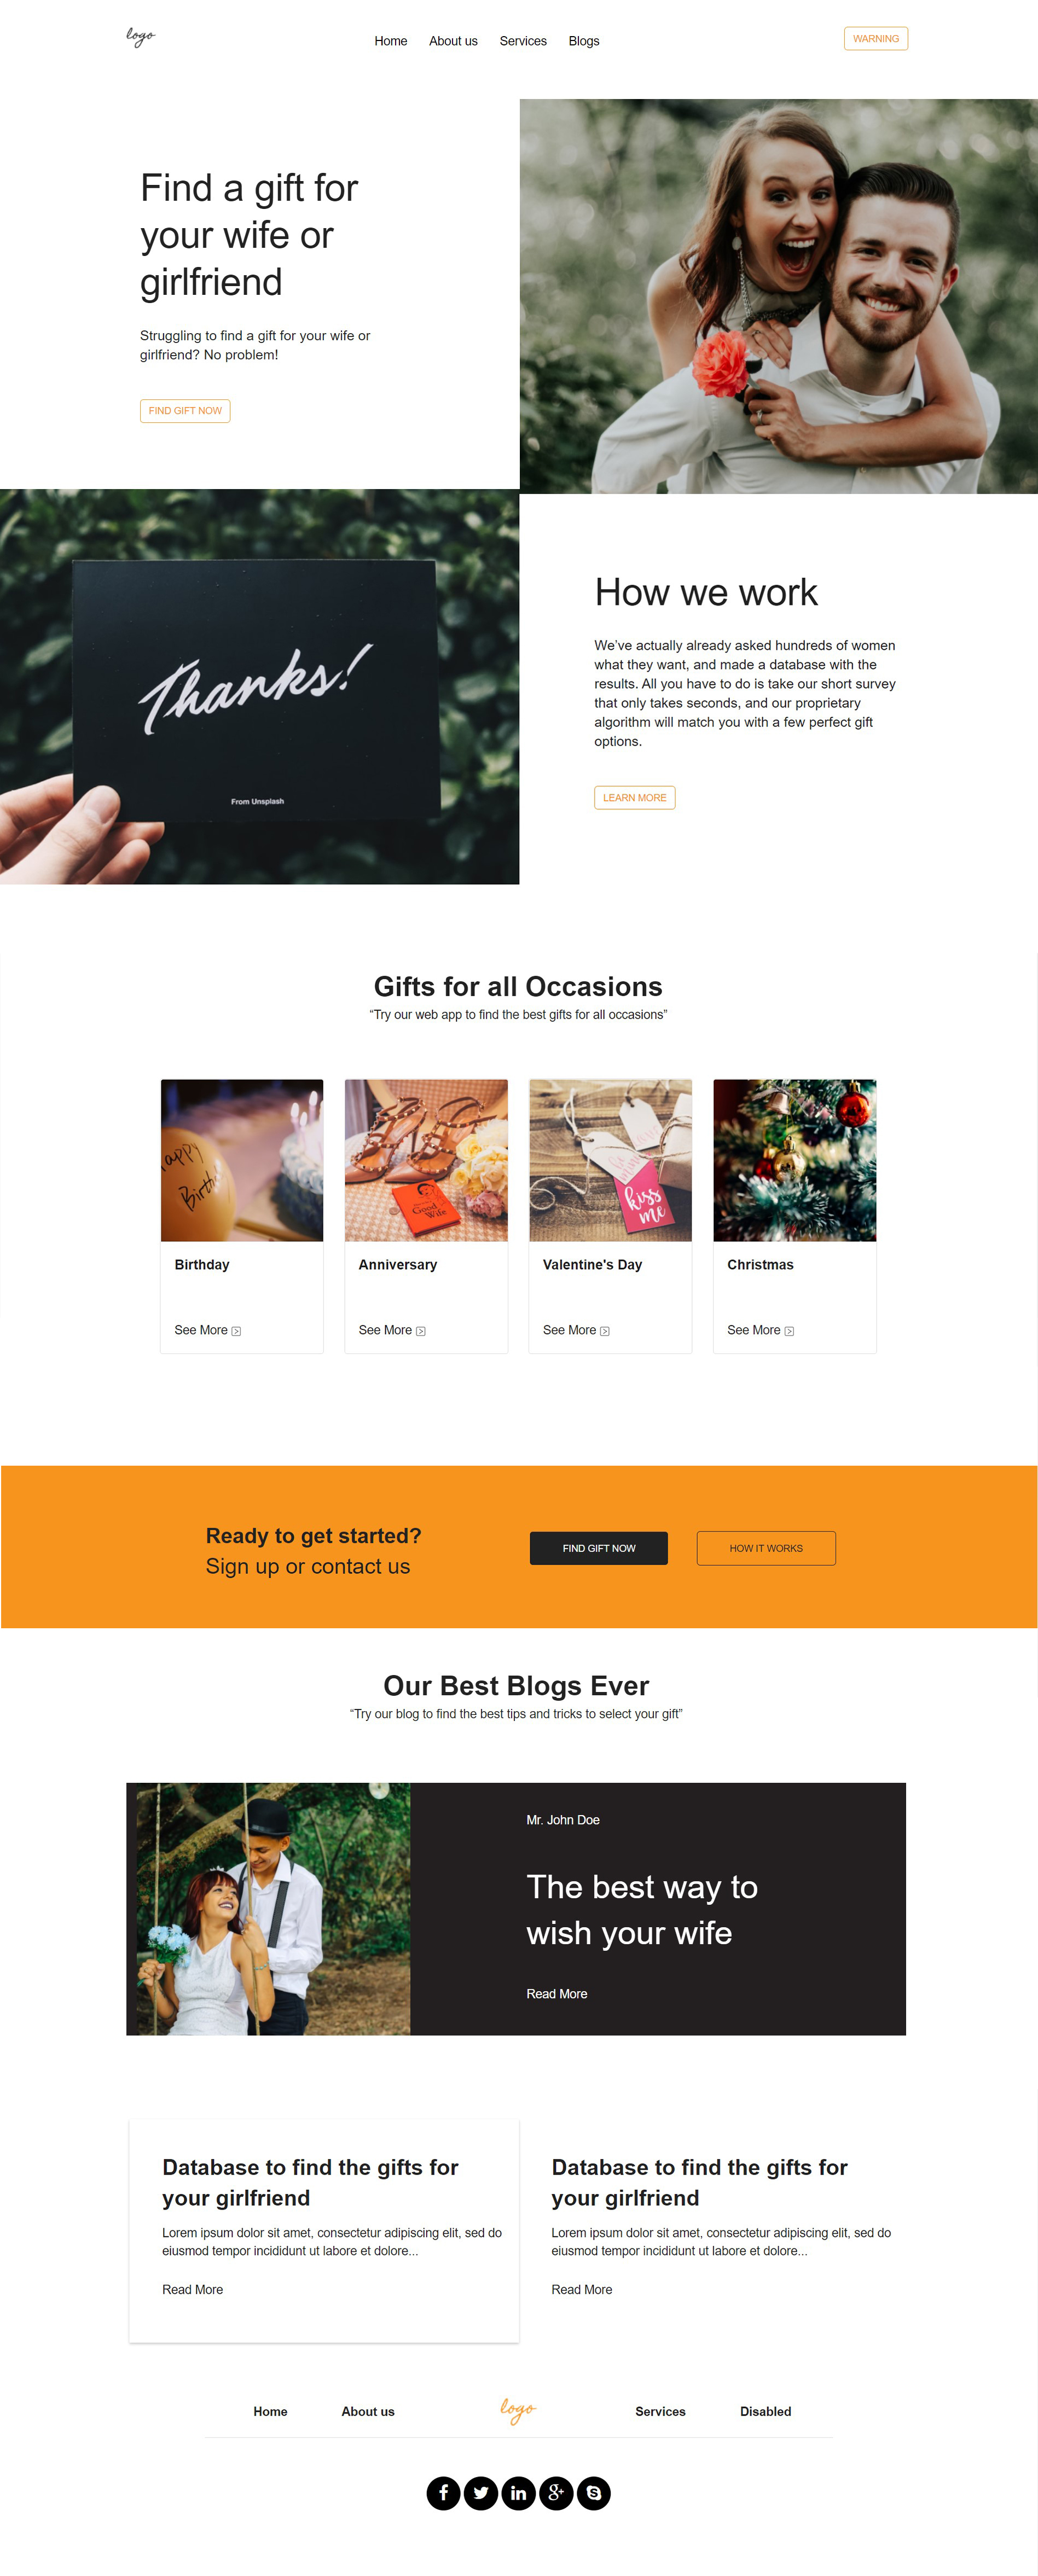 logo
Home About us Services Blogs
WARNING
Find a gift for
your wife or
girlfriend
Struggling to find a gift for your wife or
girlfriend? No problem!
FIND GIFT NOW
Thanks!
From Unsplash
How we work
We’ve actually already asked hundreds of women
what they want, and made a database with the
results. All you have to do is take our short survey
that only takes seconds, and our proprietary
algorithm will match you with a few perfect gift
options.
LEARN MORE
Gifts for all Occasions
“Try our web app to find the best gifts for all occasions”
appy
Birth
Good
Wife
kiss
me
Birthday
Anniversary
Valentine's Day
Christmas
See More
See More
See More
See More
Ready to get started?
Sign up or contact us
FIND GIFT NOW
HOW IT WORKS
Our Best Blogs Ever
“Try our blog to find the best tips and tricks to select your gift”
Mr. John Doe
The best way to
wish your wife
Read More
Database to find the gifts for
your girlfriend
Lorem ipsum dolor sit amet, consectetur adipiscing elit, sed do
eiusmod tempor incididunt ut labore et dolore...
Read More
Database to find the gifts for
your girlfriend
Lorem ipsum dolor sit amet, consectetur adipiscing elit, sed do
eiusmod tempor incididunt ut labore et dolore...
Read More
Home About us logo Services Disabled